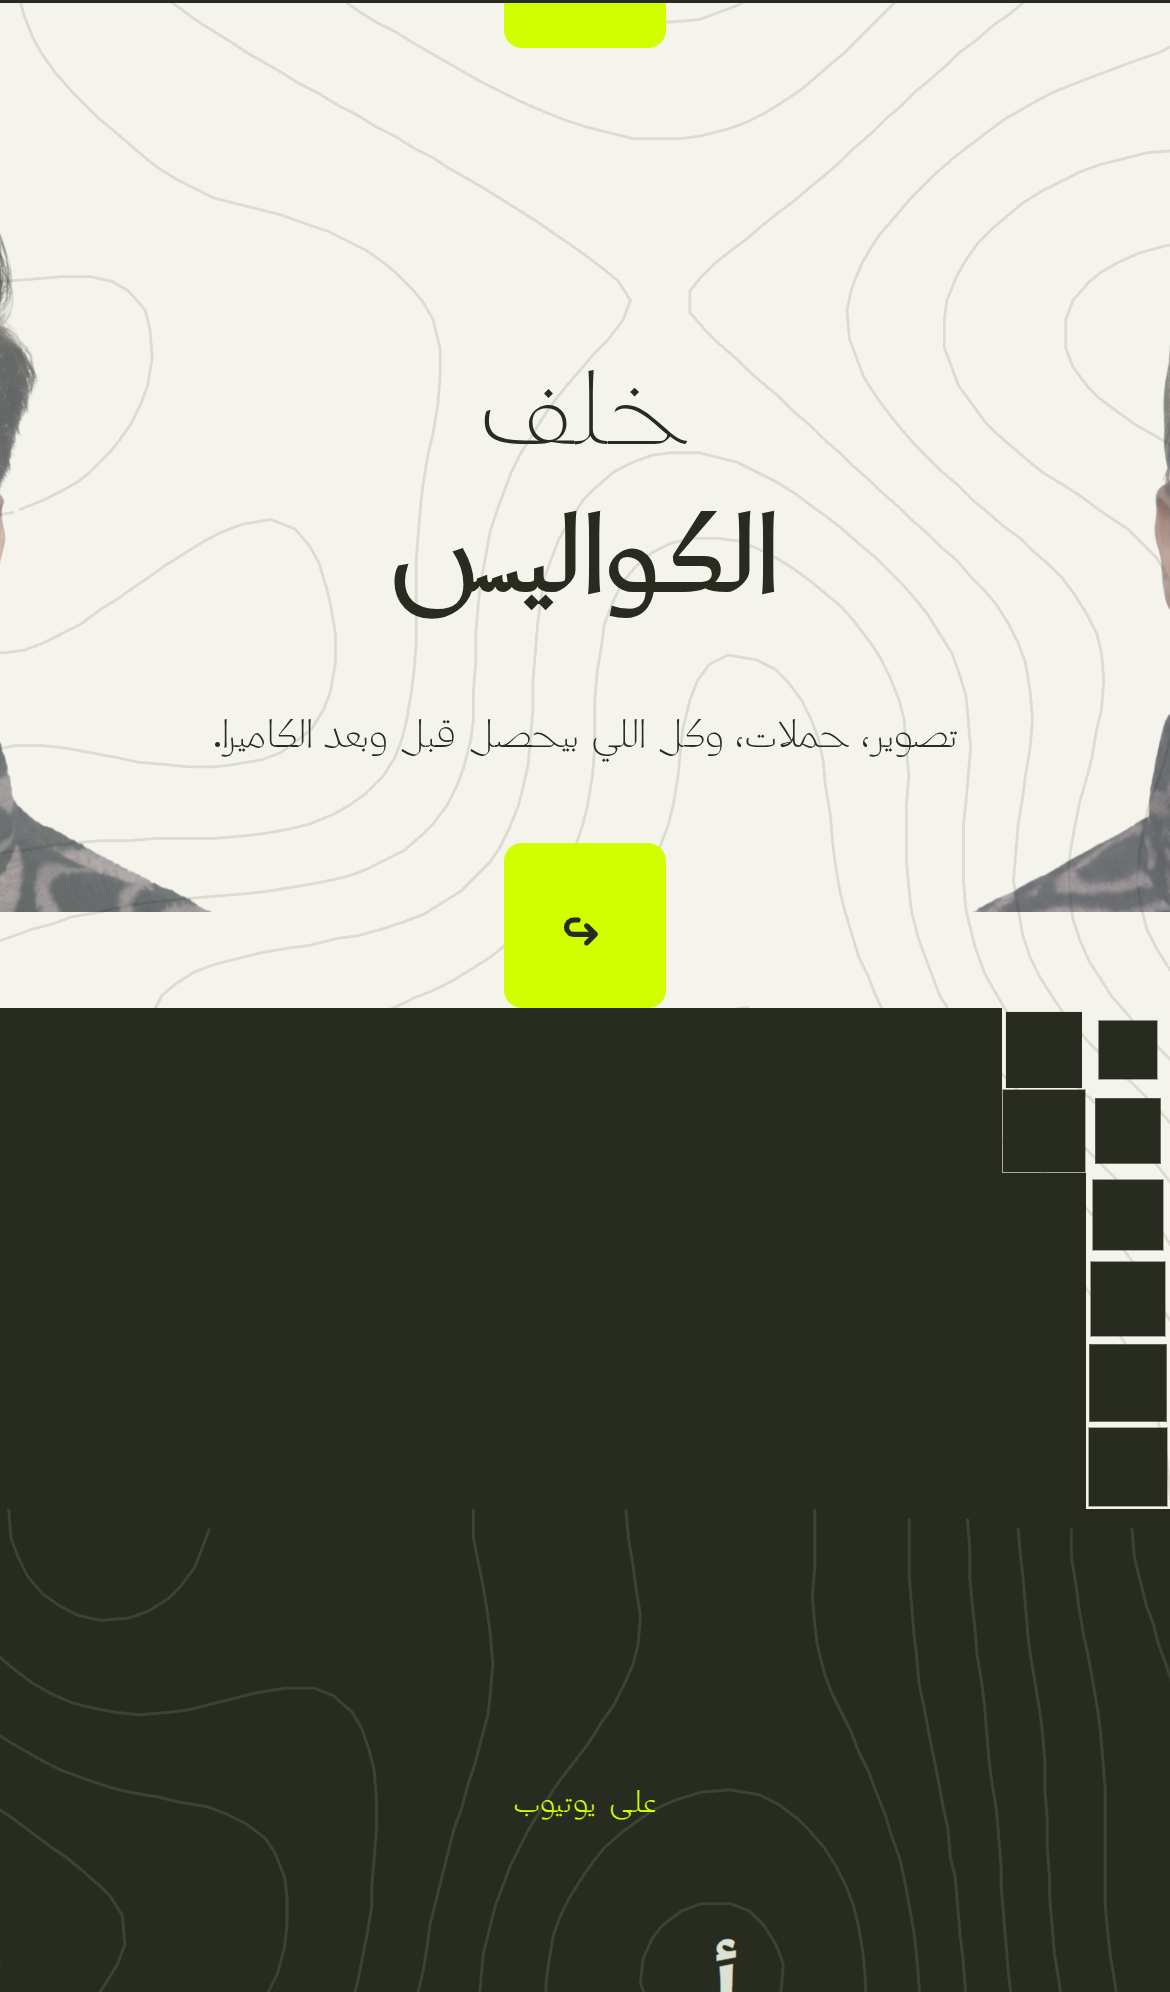 خلف
الكواليس
تصوير، حملات، وكل اللي بيحصل قبل وبعد الكاميرا.
على يوتيوب
أ